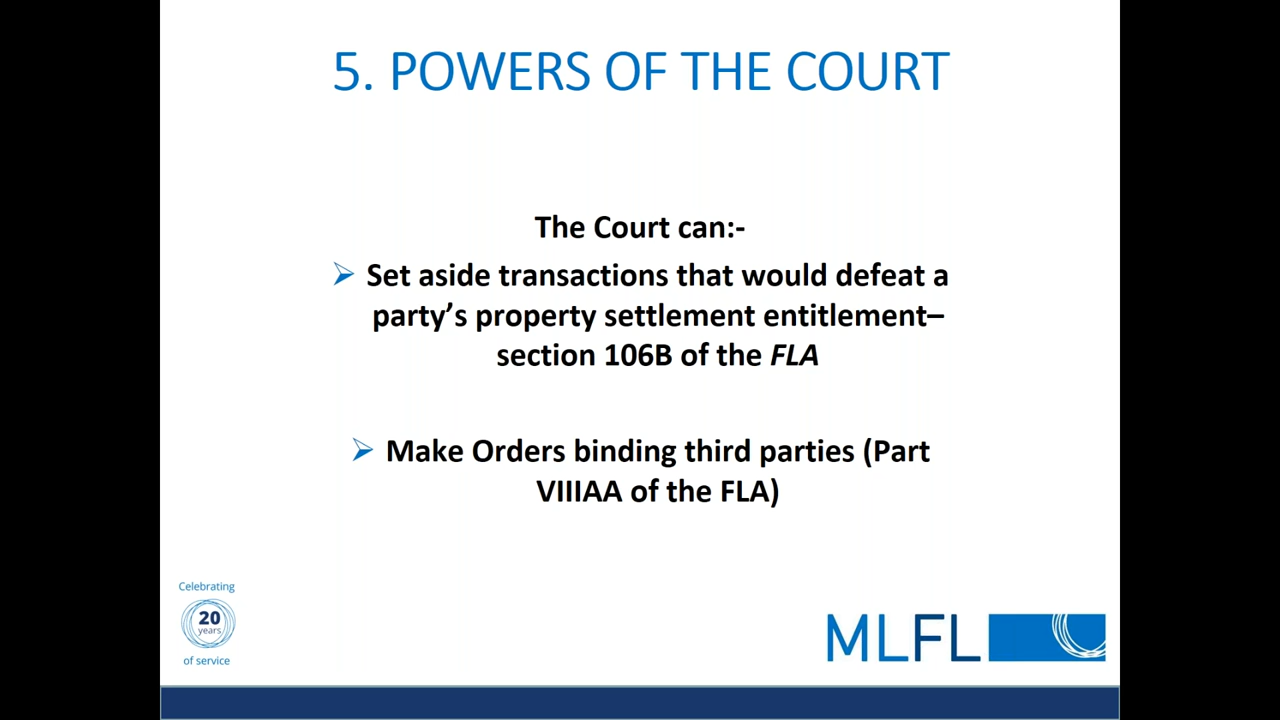 5. POWERS OF THE COURT
The Court can:-
Set aside transactions that would defeat a
party’s property settlement entitlement–
section 106B of the FLA
Make Orders binding third parties (Part
VIIIAA of the FLA)
Celebrating
20
years
of service
MLFL